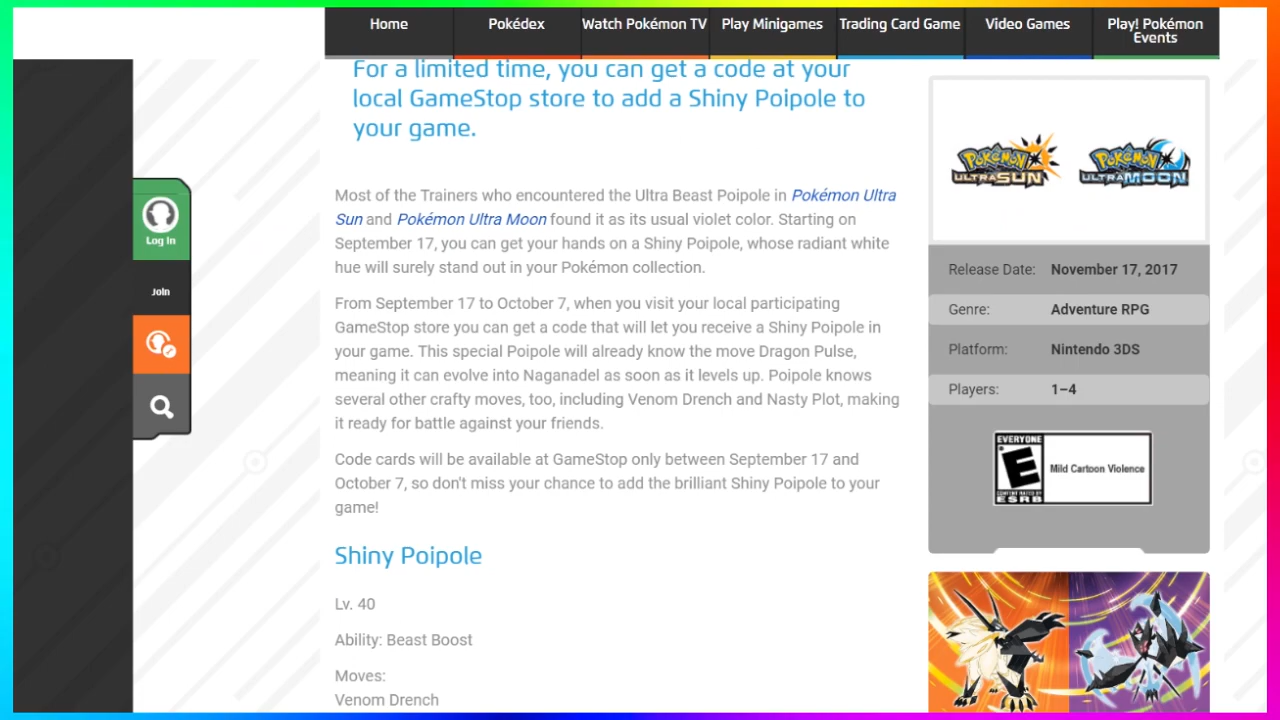 Home
Pokédex
Watch Pokémon TV
Play Minigames
Trading Card Game
Video Games
Play! Pokémon
Events
For a limited time, you can get a code at your
local GameStop store to add a Shiny Poipole to
your game.
Most of the Trainers who encountered the Ultra Beast Poipole in Pokémon Ultra
Sun and Pokémon Ultra Moon found it as its usual violet color. Starting on
September 17, you can get your hands on a Shiny Poipole, whose radiant white
hue will surely stand out in your Pokémon collection.
From September 17 to October 7, when you visit your local participating
GameStop store you can get a code that will let you receive a Shiny Poipole in
your game. This special Poipole will already know the move Dragon Pulse,
meaning it can evolve into Naganadel as soon as it levels up. Poipole knows
several other crafty moves, too, including Venom Drench and Nasty Plot, making
it ready for battle against your friends.
Code cards will be available at GameStop only between September 17 and
October 7, so don't miss your chance to add the brilliant Shiny Poipole to your
game!
Shiny Poipole
Lv. 40
Ability: Beast Boost
Moves:
Venom Drench
Log In
Join
POKéMON
ULTRA SUN
POKéMON
ULTRA MOON
Release Date: November 17, 2017
Genre: Adventure RPG
Platform: Nintendo 3DS
Players: 1–4
EVERYONE
E
CONTENT RATED BY
ESRB
Mild Cartoon Violence